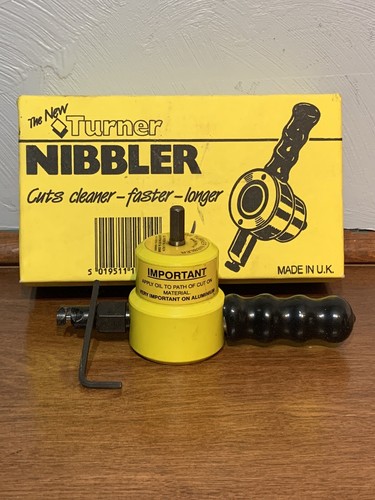 The New
Turner
NIBBLER
Cuts cleaner - faster - longer
5 019511 1
MADE IN U.K.
IMPORTANT
APPLY OIL TO PATH OF CUT ON
MATERIAL.
VERY IMPORTANT ON ALUMINIUM